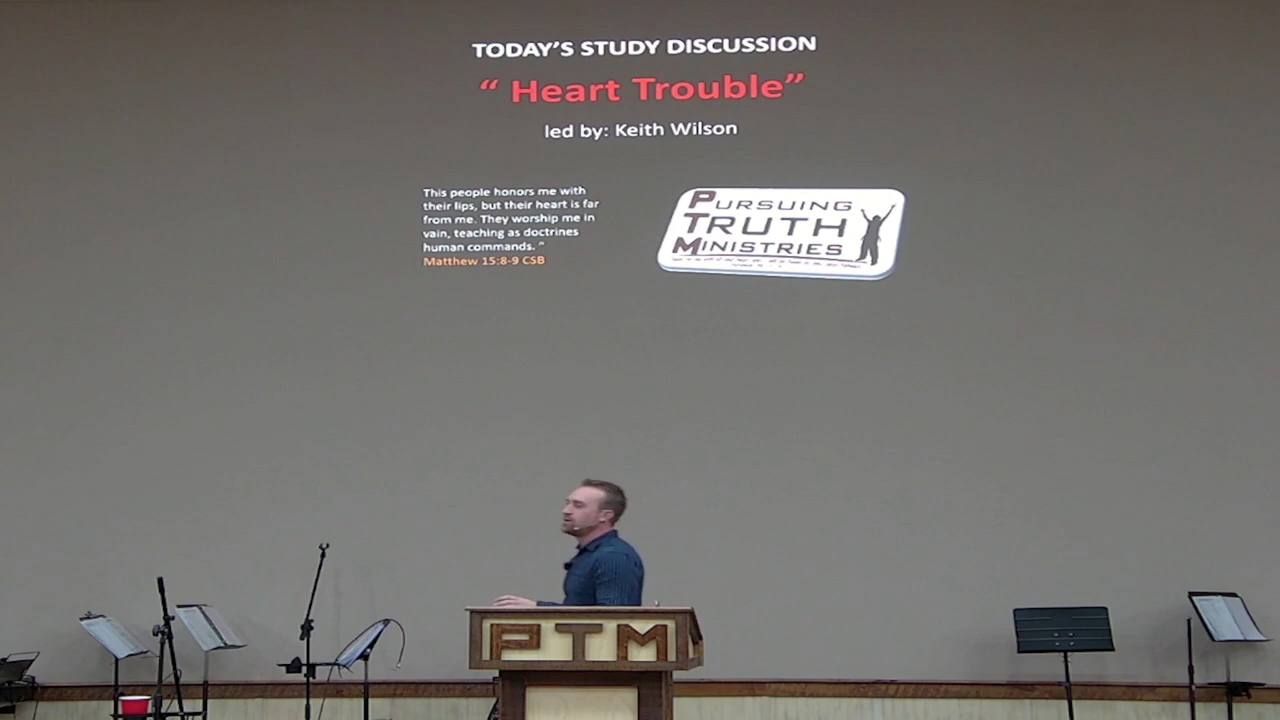 TODAY'S STUDY DISCUSSION
“ Heart Trouble”
led by: Keith Wilson
This people honors me with
their lips, but their heart is far
from me. They worship me in
vain, teaching as doctrines
human commands. ”
Matthew 15:8-9 CSB
PURSUING
TRUTH
MINISTRIES
PTM